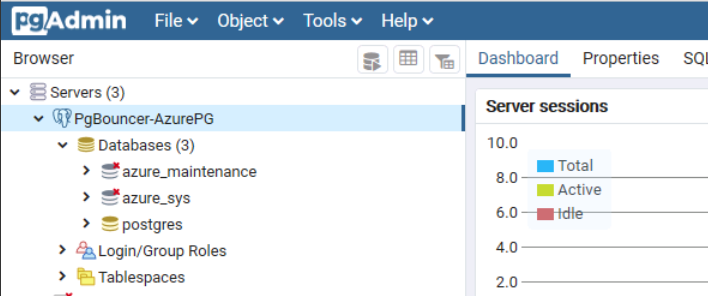 pgAdmin File Object Tools Help
Browser Dashboard Properties SQL
Servers (3)
PgBouncer-AzurePG
Databases (3)
azure_maintenance
azure_sys
postgres
Login/Group Roles
Tablespaces
Server sessions
10.0
8.0
6.0
4.0
2.0
Total
Active
Idle